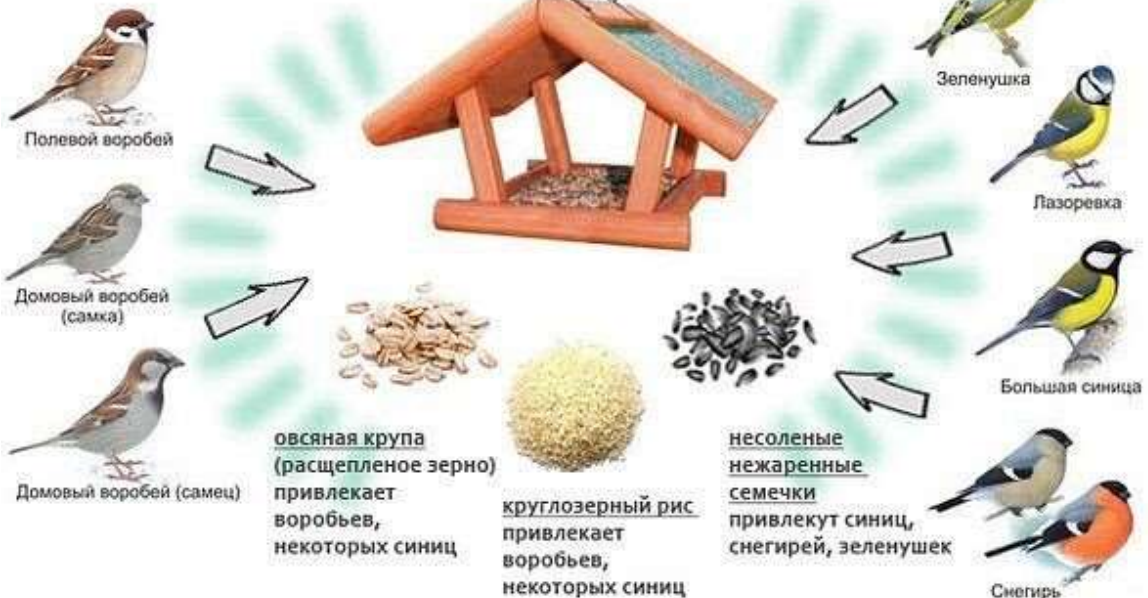 Полевой воробей
Домовый воробей
(самка)
Домовый воробей (самец)
овсяная крупа
(расщепленое зерно)
привлекает
воробьев,
некоторых синиц
круглозерный рис
привлекает
воробьев,
некоторых синиц
несоленые
нежаренные
семечки
привлекут синиц,
снегирей, зеленушек
Зеленушка
Лазоревха
Большая синица
Снегирь